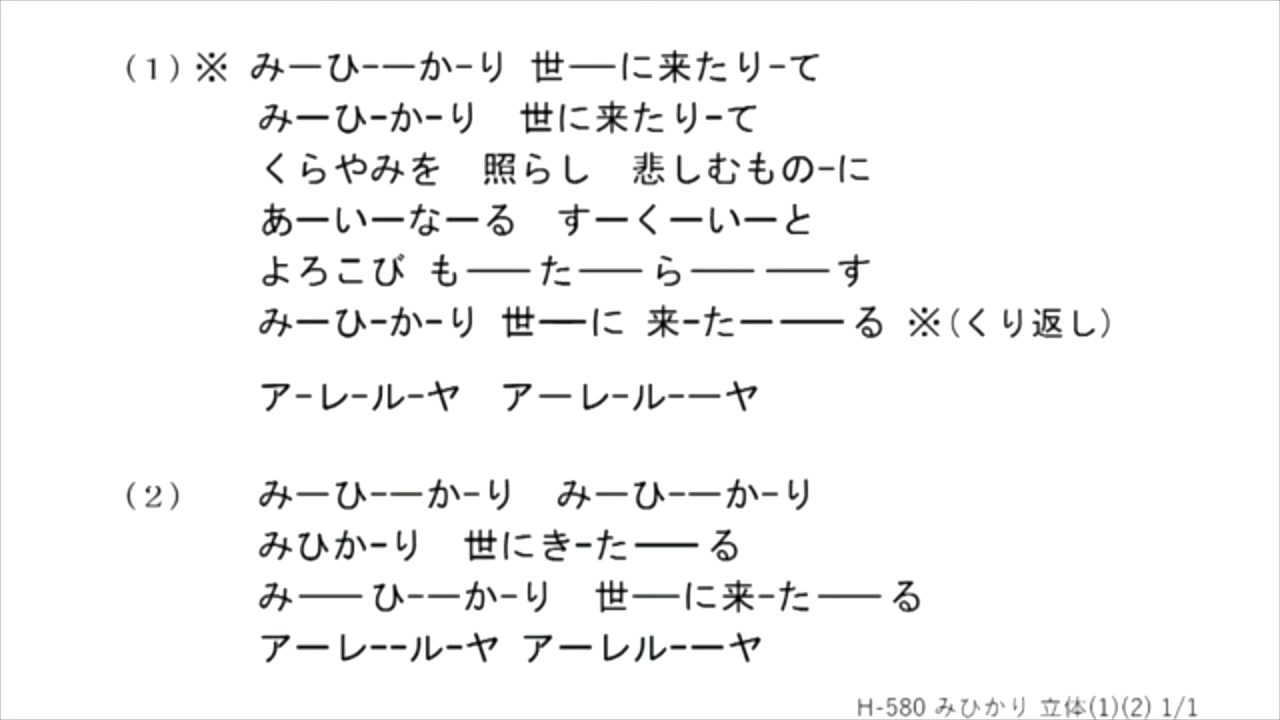 (1)※ みーひ-ーか-り 世―に来たり-て
みーひ-か-り 世に来たり-て
くらやみを 照らし 悲しむもの-に
あーいーなーる すーくーいーと
よろこび も――た――ら―― ――す
みーひ-か-り 世―に 来-たー――る ※(くり返し)
ア-レ-ル-ヤ アーレ-ル-ーヤ
(2) みーひ-ーか-り みーひ-ーか-り
みひか-り 世にき-た――る
み――ひ-ーか-り 世―に来-た――る
アーレ--ル-ヤ アーレル-ーヤ
H-580 みひかり 立体(1)(2) 1/1